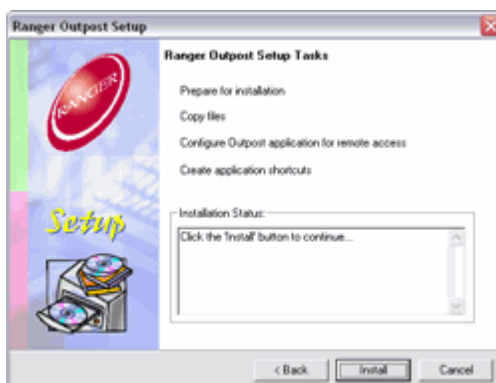 Ranger Outpost Setup
RANGER
Setup
Ranger Outpost Setup Tasks
Prepare for installation
Copy files
Configure Outpost application for remote access
Create application shortcuts
Installation Status:
Click the 'Install' button to continue...
< Back
Install
Cancel